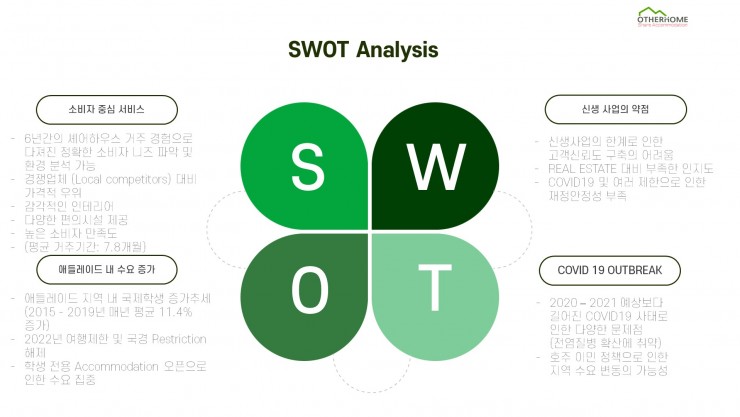 OTHERHOME
Share Accommodation
SWOT Analysis
소비자 중심 서비스
- 6년간의 셰어하우스 거주 경험으로
다져진 정확한 소비자 니즈 파악 및
환경 분석 가능
- 경쟁업체 (Local competitors) 대비
가격적 우위
- 감각적인 인테리어
- 다양한 편의시설 제공
- 높은 소비자 만족도
- (평균 거주기간: 7.8개월)
신생 사업의 약점
- 신생사업의 한계로 인한
고객신뢰도 구축의 어려움
- REAL ESTATE 대비 부족한 인지도
- COVID19 및 여러 제한으로 인한
재정안정성 부족
S
W
O
T
애들레이드 내 수요 증가
- 애들레이드 지역 내 국제학생 증가추세
(2015 - 2019년 매년 평균 11.4%
증가)
- 2022년 여행제한 및 국경 Restriction
해제
- 학생 전용 Accommodation 오픈으로
인한 수요 집중
COVID 19 OUTBREAK
- 2020 – 2021 예상보다
길어진 COVID19 사태로
인한 다양한 문제점
(전염질병 확산에 취약)
- 호주 이민 정책으로 인한
지역 수요 변동의 가능성